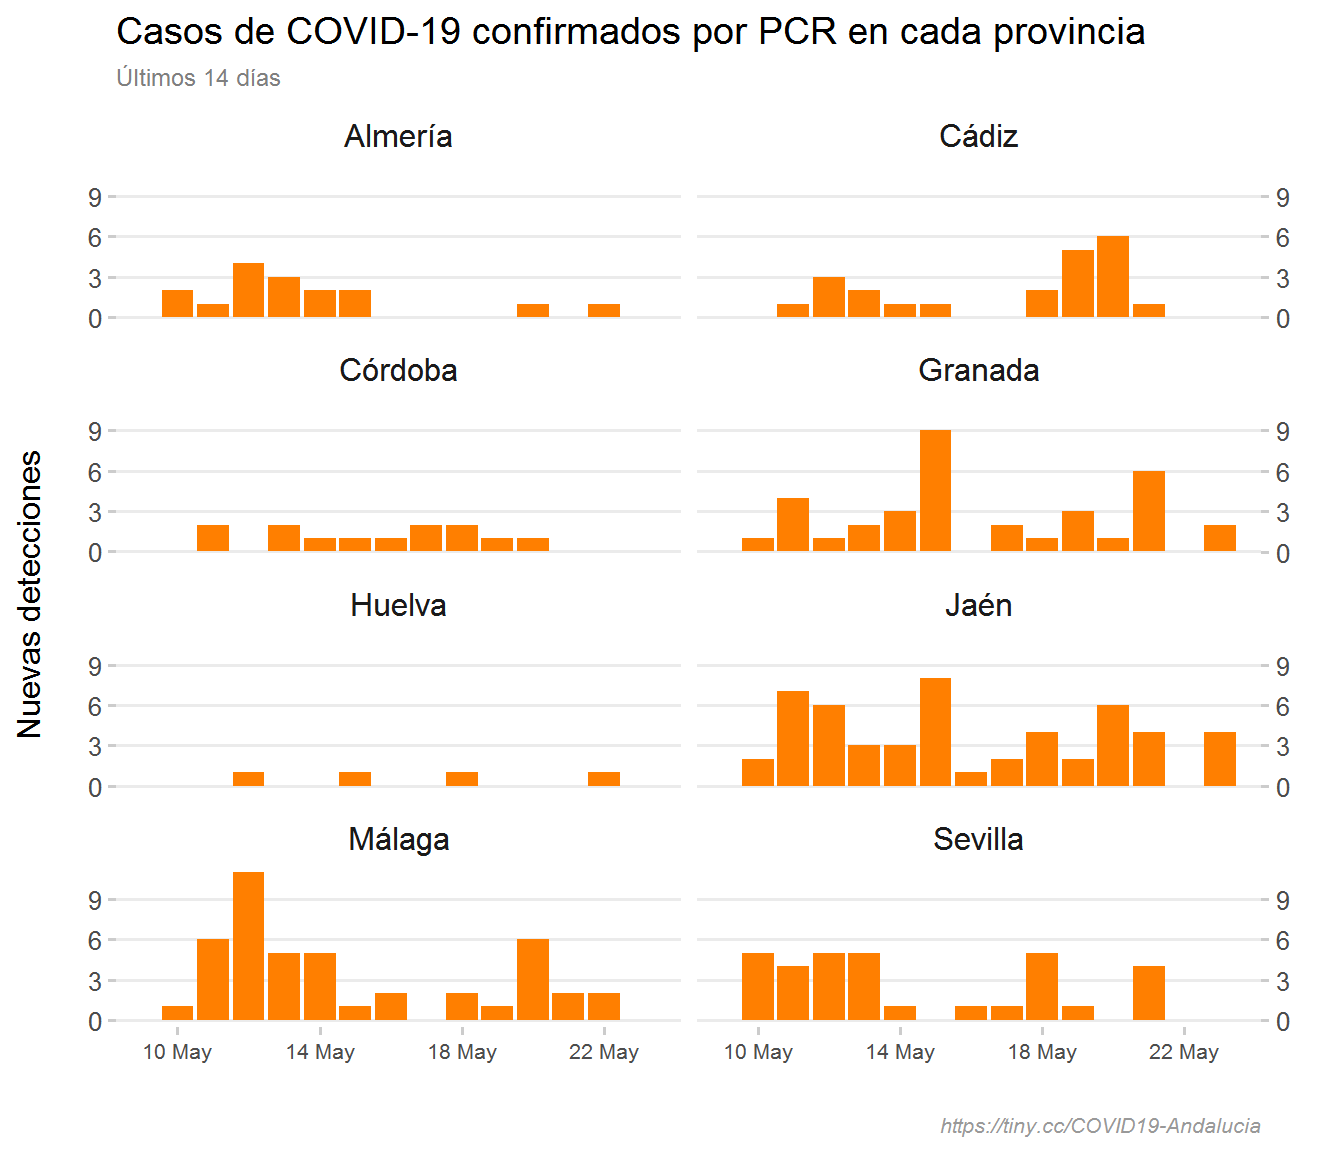 Casos de COVID-19 confirmados por PCR en cada provincia
Últimos 14 días
Almería
Cádiz
9
6
3
0
9
6
3
0
Córdoba
Granada
9
6
3
0
9
6
3
0
Nuevas detecciones
Huelva
Jaén
9
6
3
0
9
6
3
0
Málaga
Sevilla
9
6
3
0
9
6
3
0
10 May 14 May 18 May 22 May
10 May 14 May 18 May 22 May
https://tiny.cc/COVID19-Andalucia